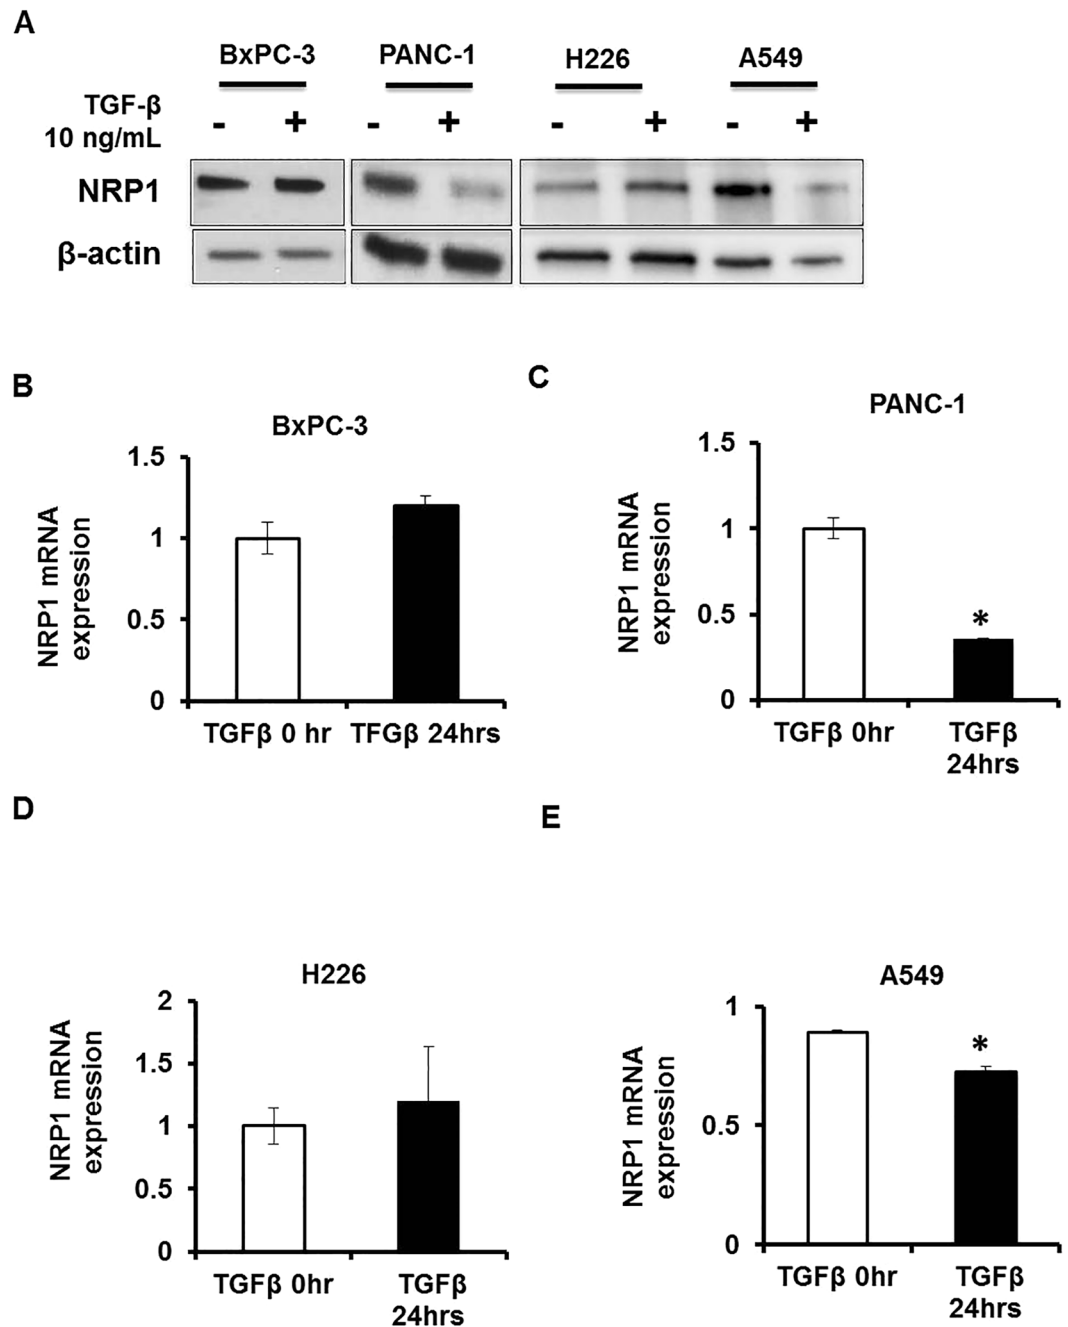 A
BxPC-3 PANC-1 H226 A549
TGF-β
10 ng/mL - + - + - + - +
NRP1
β-actin
B
BxPC-3
NRP1 mRNA
expression
1.5
1
0.5
0
TGFβ 0 hr TFGβ 24hrs
C
PANC-1
NRP1 mRNA
expression
1.5
1
0.5
0
*
TGFβ 0hr TGFβ
24hrs
D
H226
NRP1 mRNA
expression
2
1.5
1
0.5
0
TGFβ 0hr TGFβ
24hrs
E
A549
NRP1 mRNA
expression
1
0.5
0
*
TGFβ 0hr TGFβ
24hrs